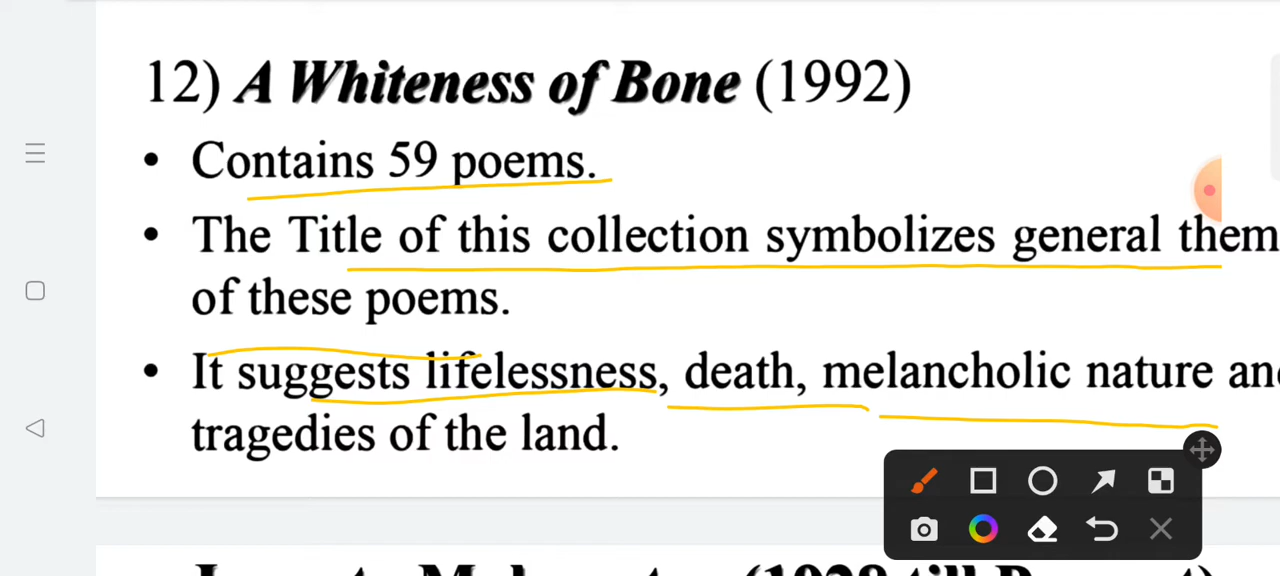 12) A Whiteness of Bone (1992)
• Contains 59 poems.
• The Title of this collection symbolizes general them
of these poems.
• It suggests lifelessness, death, melancholic nature an
tragedies of the land.